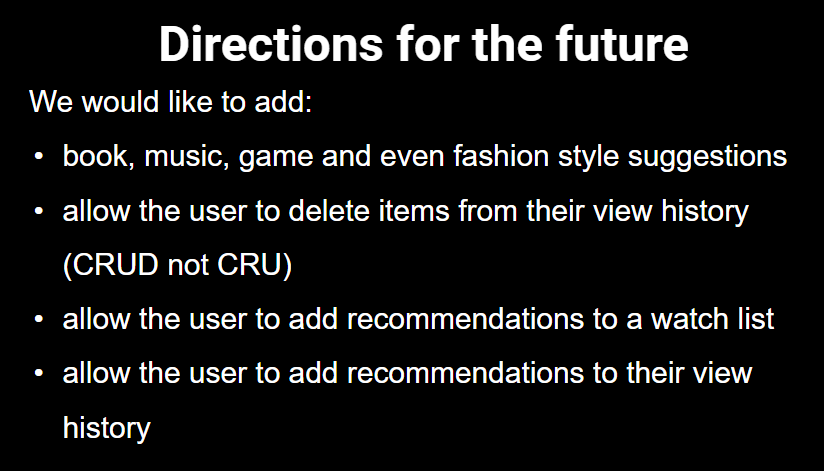 Directions for the future
We would like to add:
• book, music, game and even fashion style suggestions
• allow the user to delete items from their view history
(CRUD not CRU)
• allow the user to add recommendations to a watch list
• allow the user to add recommendations to their view
history